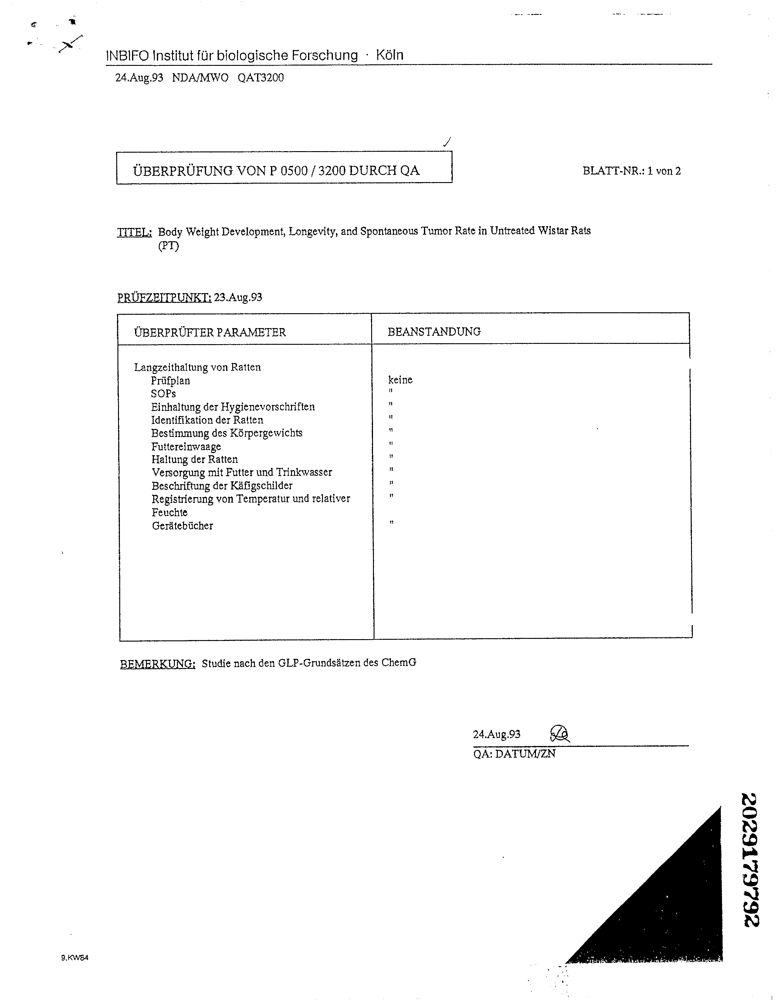 INBIFO Institut für biologische Forschung · Köln
24.Aug.93 NDA/MWO QAT3200
ÜBERPRÜFUNG VON P 0500 / 3200 DURCH QA
BLATT-NR.: 1 von 2
TITEL: Body Weight Development, Longevity, and Spontaneous Tumor Rate in Untreated Wistar Rats
(PT)
PRÜFZEITPUNKT: 23.Aug.93
ÜBERPRÜFTER PARAMETER BEANSTANDUNG
Langzeithaltung von Ratten
Prüfplan keine
SOPs "
Einhaltung der Hygienevorschriften "
Identifikation der Ratten "
Bestimmung des Körpergewichts "
Futtereinwaage "
Haltung der Ratten "
Versorgung mit Futter und Trinkwasser "
Beschriftung der Käfigschilder "
Registrierung von Temperatur und relativer "
Feuchte
Gerätebücher "
BEMERKUNG: Studie nach den GLP-Grundsätzen des ChemG
24.Aug.93
QA: DATUM/ZN
2029179792
9.KW64